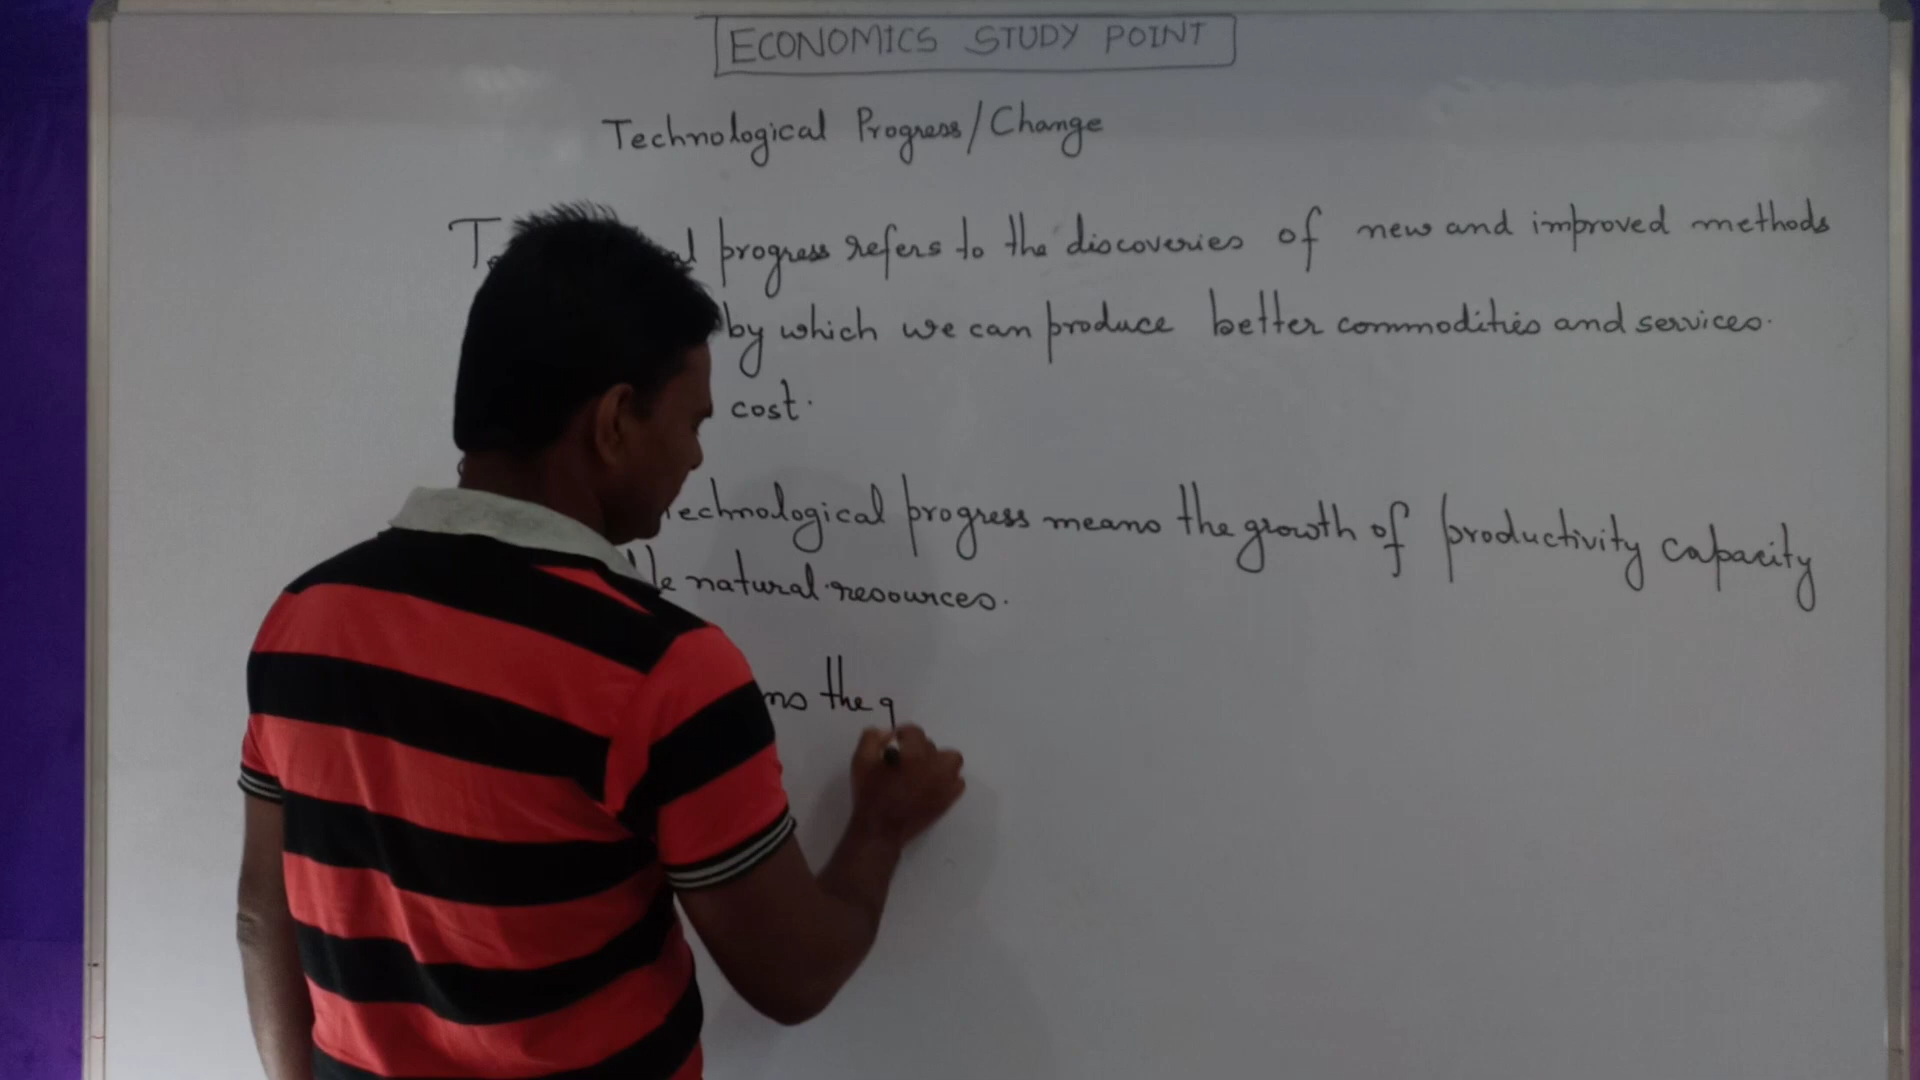 ECONOMICS STUDY POINT
Technological Progress/Change
progress refers to the discoveries of new and improved methods
by which we can produce better commodities and services.
cost.
Technological progress means the growth of productivity capacity
natural resources.
the g